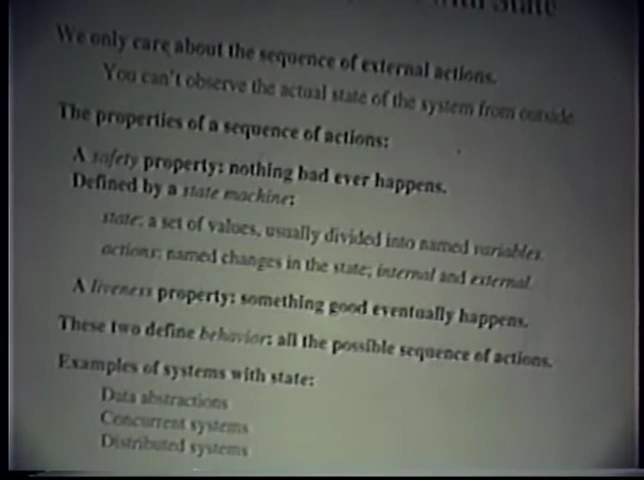 with State
We only care about the sequence of external actions.
You can't observe the actual state of the system from outside
The properties of a sequence of actions:
A safety property: nothing bad ever happens.
Defined by a state machine:
state: a set of values, usually divided into named variables.
actions: named changes in the state; internal and external.
A liveness property: something good eventually happens.
These two define behavior: all the possible sequence of actions.
Examples of systems with state:
Data abstractions
Concurrent systems
Distributed systems